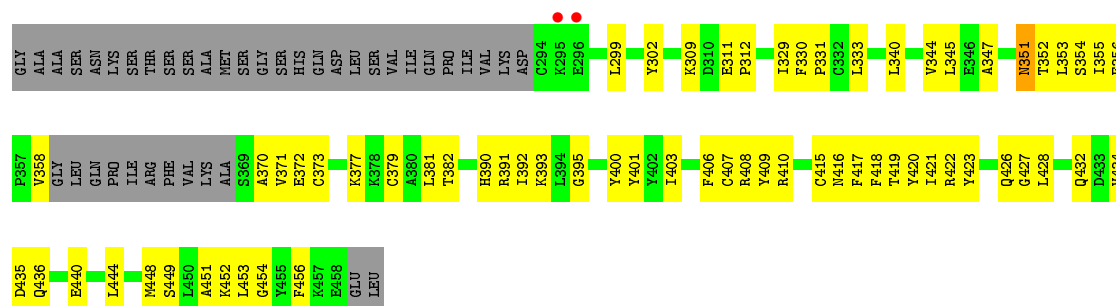 GLY ALA ALA SER ASN LYS SER THR SER SER ALA MET SER GLY SER HIS GLN ASP LEU SER VAL ILE GLN PRO ILE VAL LYS ASP C294 K295 E296 L299 Y302 K309 D310 E311 P312 I329 F330 P331 C332 L333 L340 V344 L345 E346 A347 N351 T352 L353 S354 I355
P357 V358 GLY LEU GLN PRO ILE ARG PHE VAL LYS ALA S369 A370 V371 E372 C373 K377 K378 C379 A380 L381 T382 H390 R391 I392 K393 L394 G395 Y400 Y401 Y402 I403 F406 C407 R408 Y409 R410 C415 N416 F417 F418 T419 Y420 I421 R422 Y423 Q426 G427 L428 Q432 D433
D435 Q436 E440 L444 M448 S449 L450 A451 K452 L453 G454 Y455 F456 K457 E458 GLU LEU